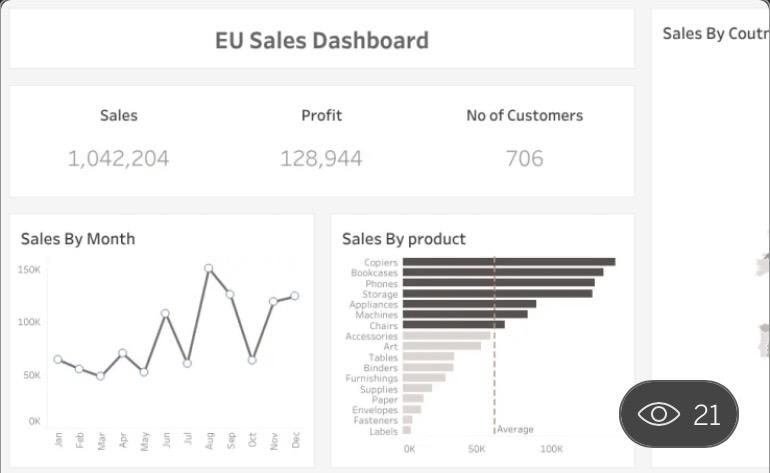 EU Sales Dashboard
Sales By Coutr
Sales
Profit
No of Customers
1,042,204
128,944
706
Sales By Month
150K
100K
50K
0K
Jan
Feb
Mar
Apr
May
Jun
Jul
Aug
Sep
Oct
Nov
Dec
Sales By product
Copiers
Bookcases
Phones
Storage
Appliances
Machines
Chairs
Accessories
Art
Tables
Binders
Furnishings
Supplies
Paper
Envelopes
Fasteners
Labels
Average
0K
50K
100K
21